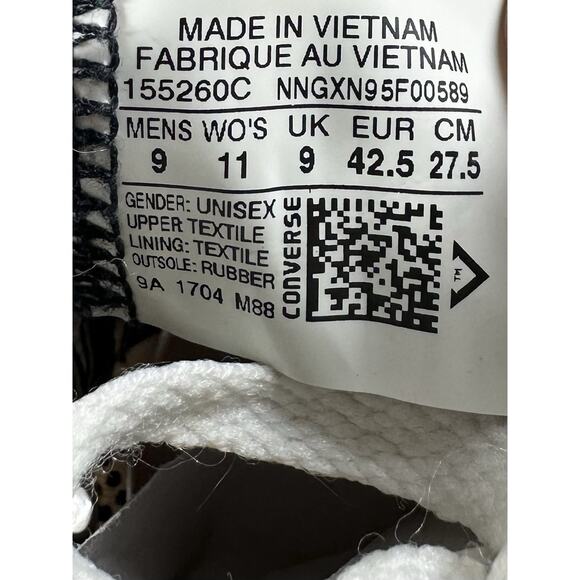 MADE IN VIETNAM
FABRIQUE AU VIETNAM
155260C NNGXN95F00589
MENS WO'S UK EUR CM
9 11 9 42.5 27.5
GENDER: UNISEX
UPPER TEXTILE
LINING: TEXTILE
OUTSOLE: RUBBER
9A 1704 M88
CONVERSE
TM